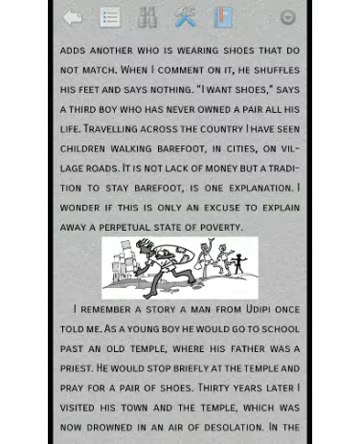 ADDS ANOTHER WHO IS WEARING SHOES THAT DO
NOT MATCH. WHEN I COMMENT ON IT, HE SHUFFLES
HIS FEET AND SAYS NOTHING. "I WANT SHOES," SAYS
A THIRD BOY WHO HAS NEVER OWNED A PAIR ALL HIS
LIFE. TRAVELLING ACROSS THE COUNTRY I HAVE SEEN
CHILDREN WALKING BAREFOOT, IN CITIES, ON VIL-
LAGE ROADS. IT IS NOT LACK OF MONEY BUT A TRADI-
TION TO STAY BAREFOOT, IS ONE EXPLANATION. I
WONDER IF THIS IS ONLY AN EXCUSE TO EXPLAIN
AWAY A PERPETUAL STATE OF POVERTY.
I REMEMBER A STORY A MAN FROM UDIPI ONCE
TOLD ME. AS A YOUNG BOY HE WOULD GO TO SCHOOL
PAST AN OLD TEMPLE, WHERE HIS FATHER WAS A
PRIEST. HE WOULD STOP BRIEFLY AT THE TEMPLE AND
PRAY FOR A PAIR OF SHOES. THIRTY YEARS LATER I
VISITED HIS TOWN AND THE TEMPLE, WHICH WAS
NOW DROWNED IN AN AIR OF DESOLATION. IN THE